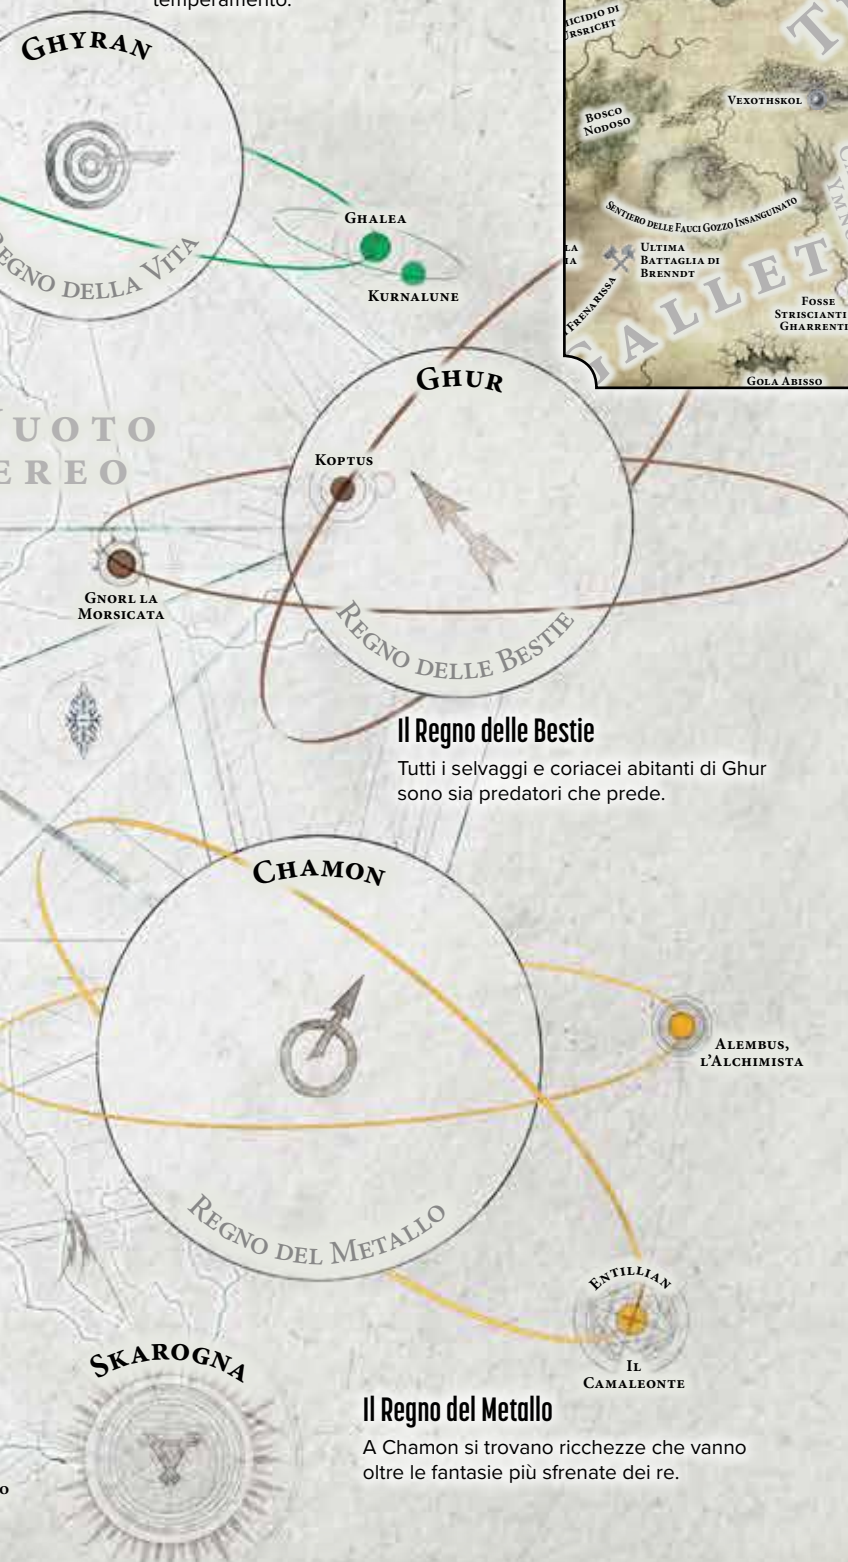 temperamento.
GHYRAN
REGNO DELLA VITA
GHALEA
KURNALUNE
UOTO
EREO
GHUR
KOPTUS
GNORL LA
MORSICATA
REGNO DELLE BESTIE
Il Regno delle Bestie
Tutti i selvaggi e coriacei abitanti di Ghur
sono sia predatori che prede.
CHAMON
ALEMBUS,
L'ALCHIMISTA
REGNO DEL METALLO
ENTILLIAN
IL
CAMALEONTE
SKAROGNA
Il Regno del Metallo
A Chamon si trovano ricchezze che vanno
oltre le fantasie più sfrenate dei re.
VEXOTHSKOL
BOSCO
NODOSO
SENTIERO DELLE FAUCI GOZZO INSANGUINATO
ULTIMA
BATTAGLIA DI
BRENNDT
FRENARISSA
GALLET
FOSSE
STRISCIANTI
GHARRENTI
GOLA ABISSO